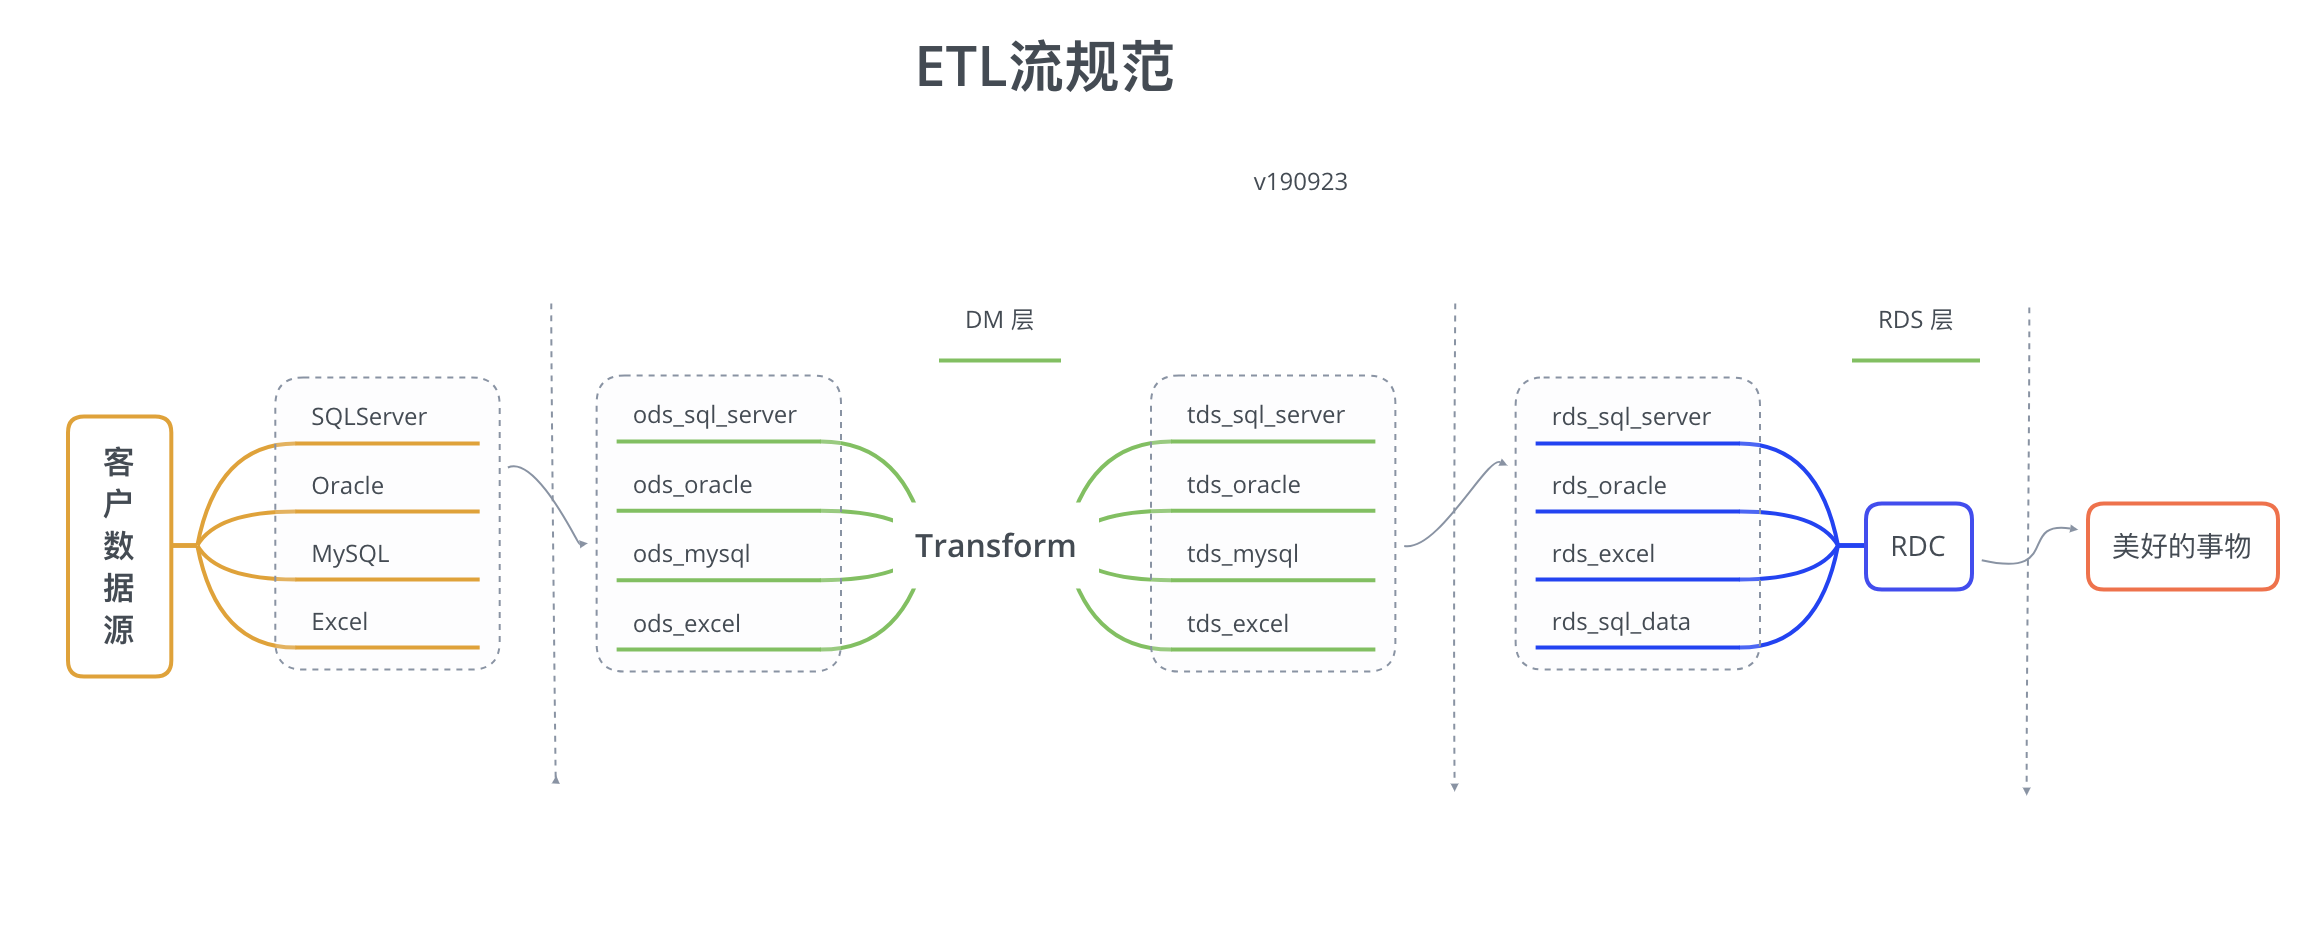 ETL流规范
v190923
DM 层
RDS 层
客
户
数
据
源
SQLServer
Oracle
MySQL
Excel
ods_sql_server
ods_oracle
ods_mysql
ods_excel
Transform
tds_sql_server
tds_oracle
tds_mysql
tds_excel
rds_sql_server
rds_oracle
rds_excel
rds_sql_data
RDC
美好的事物